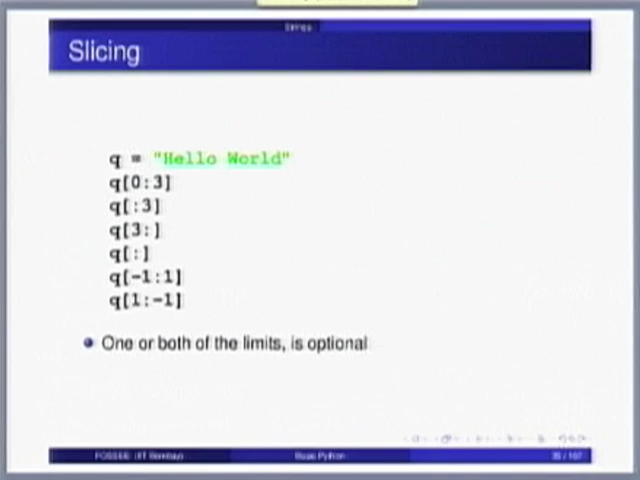 Strings
Slicing
q = "Hello World"
q[0:3]
q[:3]
q[3:]
q[:]
q[-1:1]
q[1:-1]
One or both of the limits, is optional
FOSSEE (IIT Bombay)
Basic Python